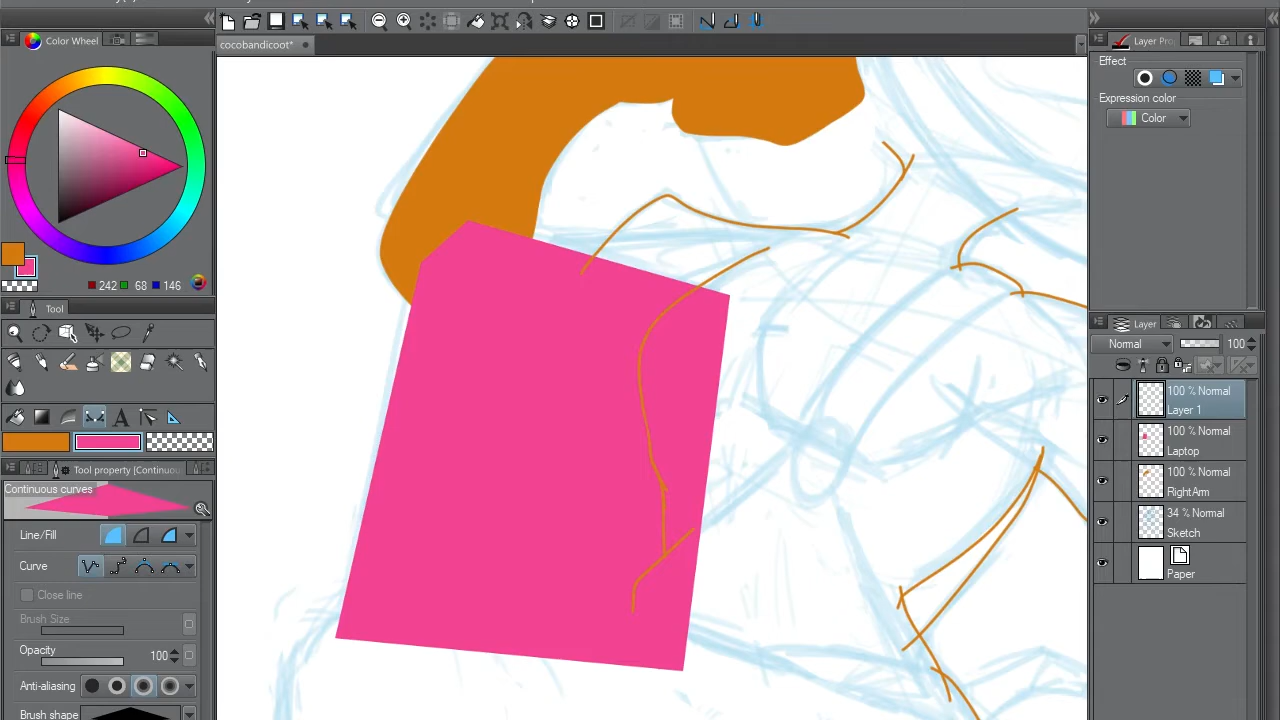 cocobandicoot*
Color Wheel
242 68 146
Tool
Tool property [Continuou
Continuous curves
Line/Fill
Curve
Close line
Brush Size
Opacity 100
Anti-aliasing
Brush shape
Layer Pro
Effect
Expression color
Color
Layer
Normal 100
100 % Normal
Layer 1
100 % Normal
Laptop
100 % Normal
RightArm
34 % Normal
Sketch
Paper